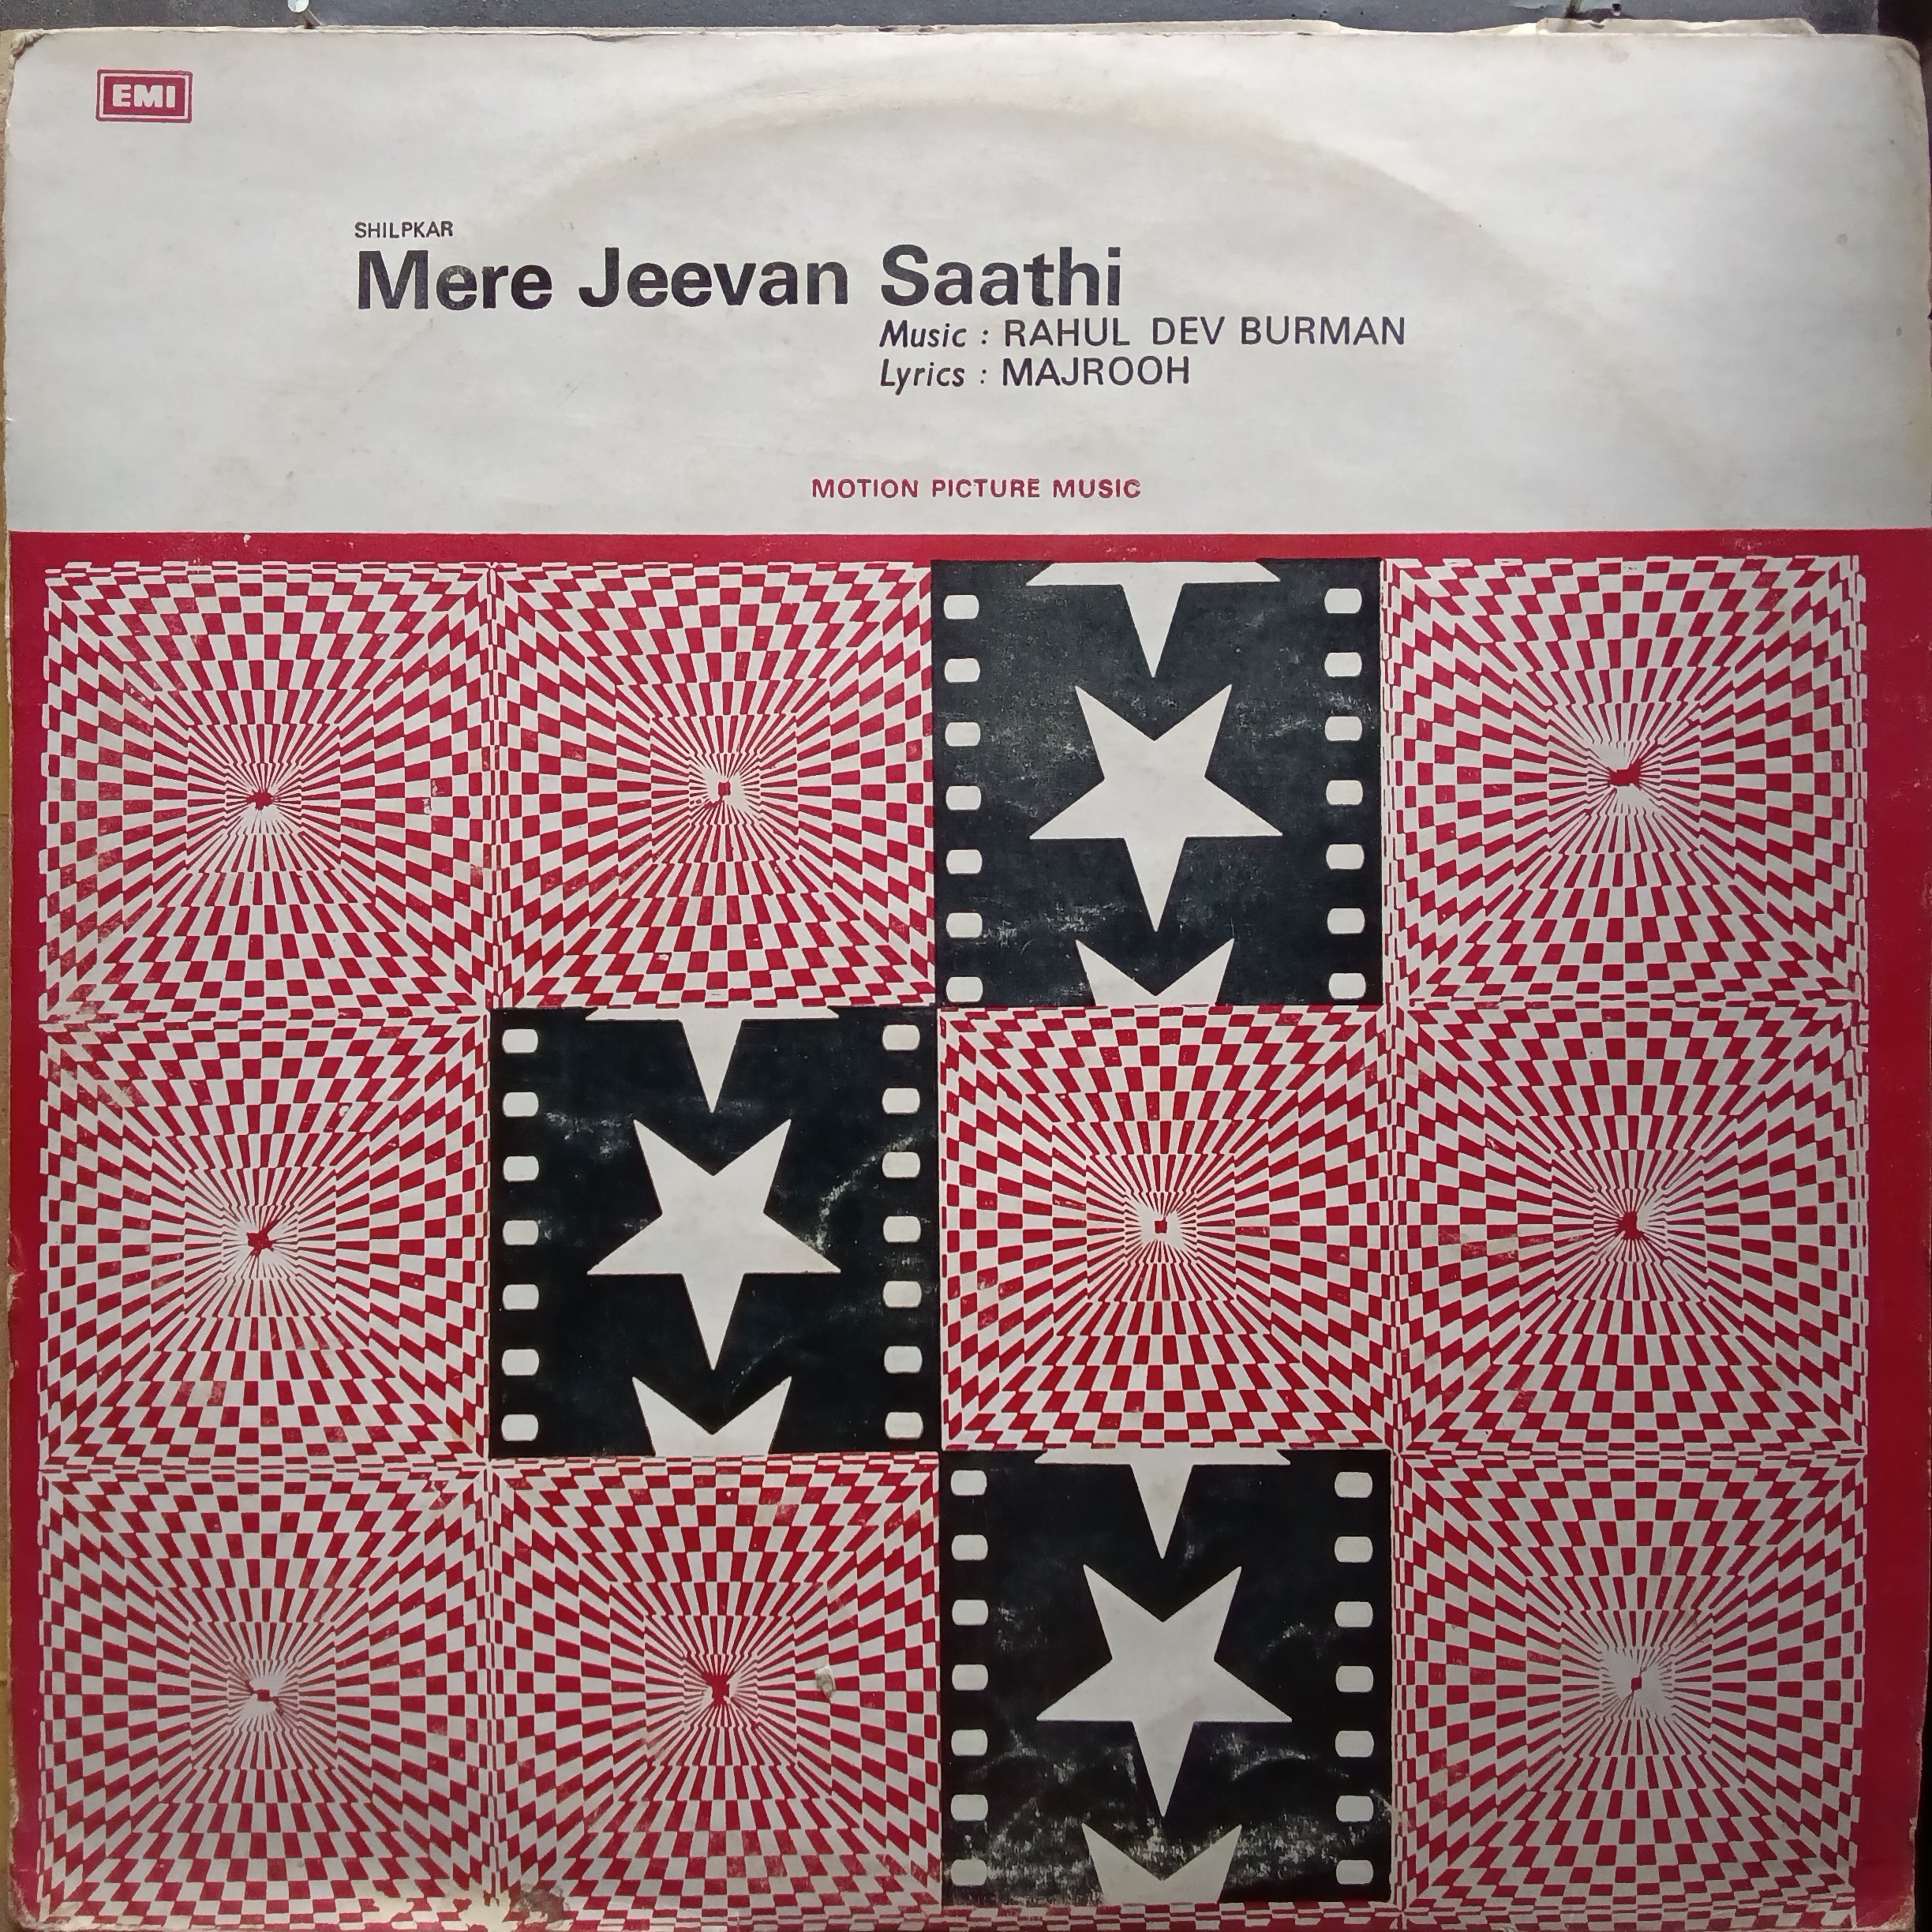 EMI
SHILPKAR
Mere Jeevan Saathi
Music : RAHUL DEV BURMAN
Lyrics : MAJROOH
MOTION PICTURE MUSIC